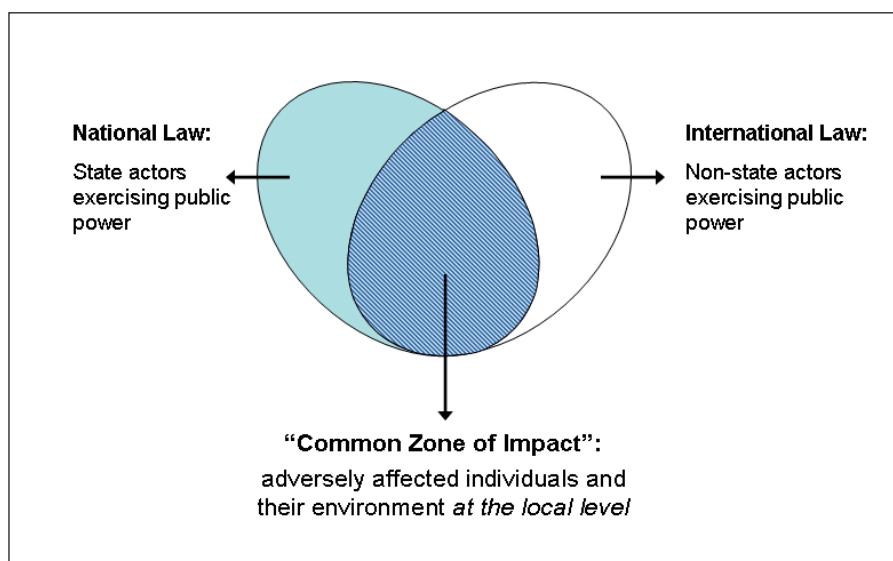 National Law:
State actors
exercising public
power
International Law:
Non-state actors
exercising public
power
“Common Zone of Impact”:
adversely affected individuals and
their environment at the local level